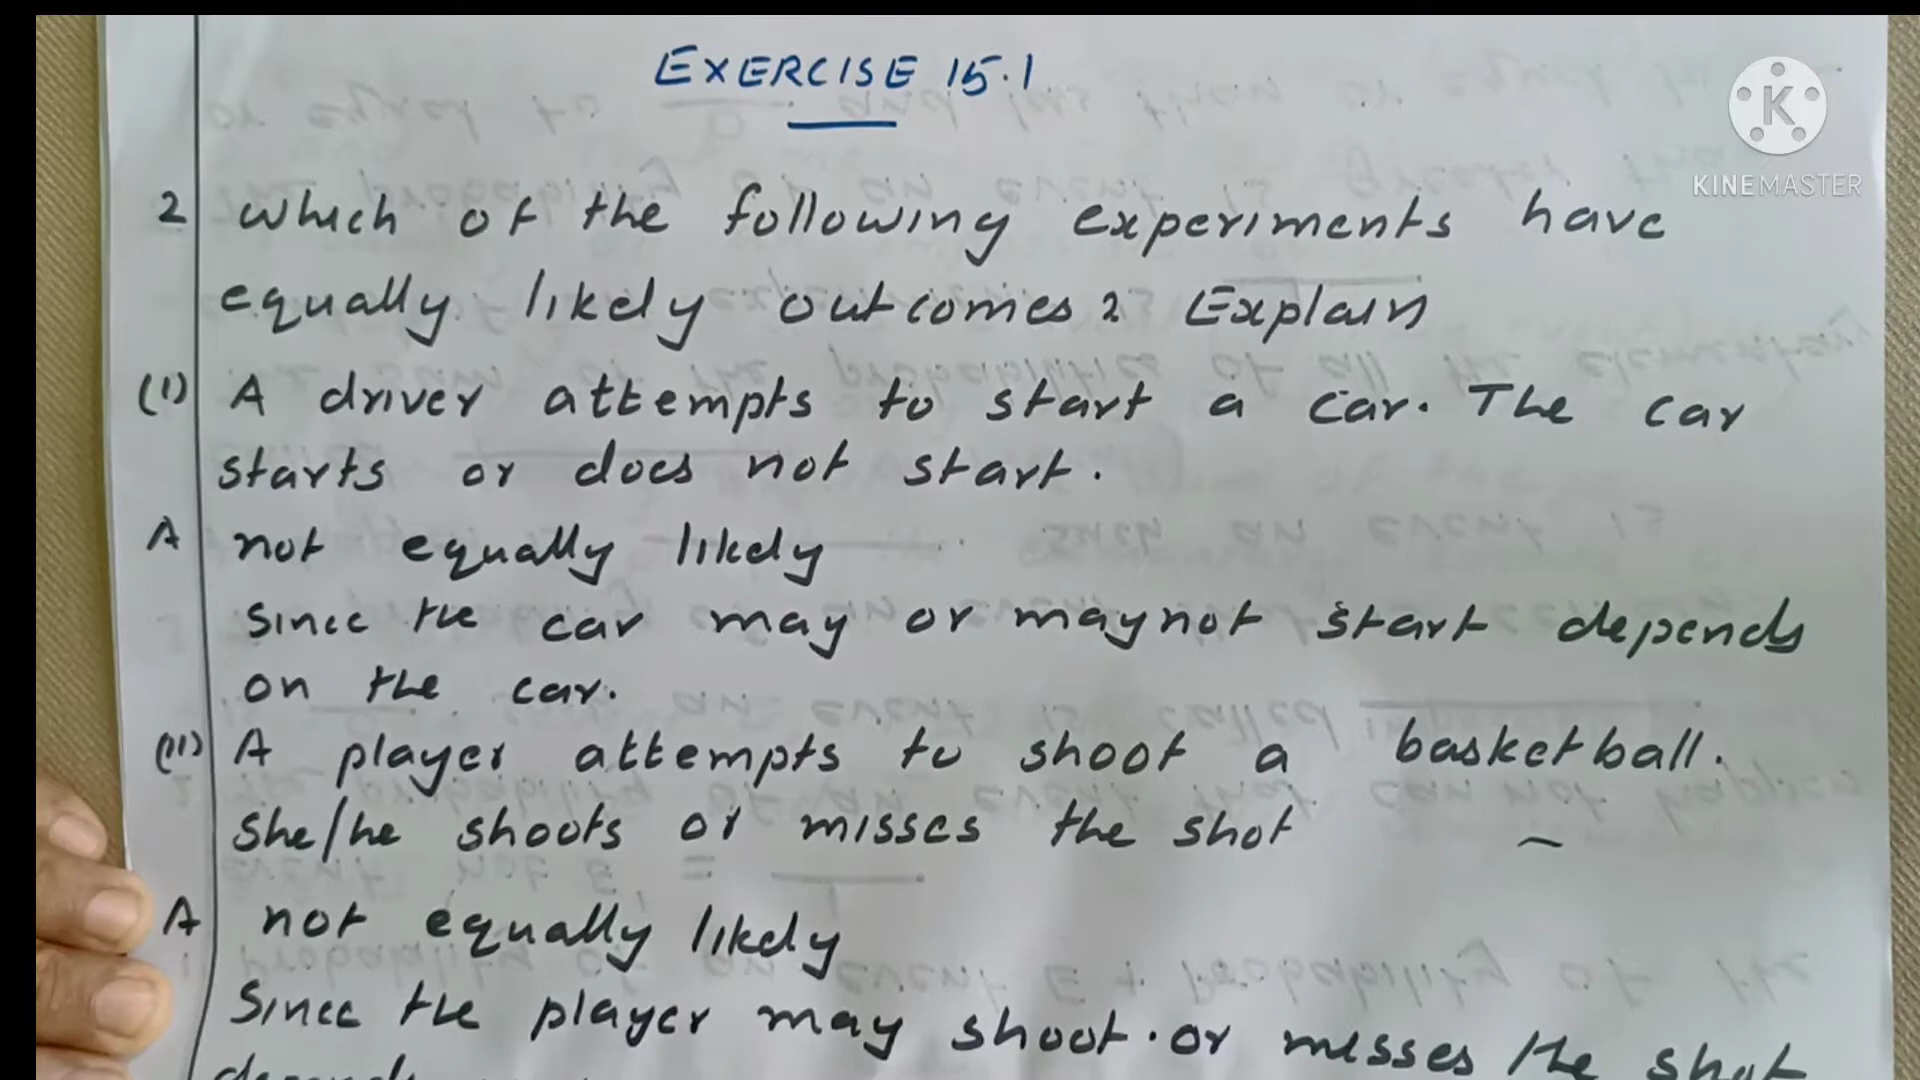 EXERCISE 15.1
K
KINEMASTER
2 which of the following experiments have
equally likely outcomes? Explain
(i) A driver attempts to start a car. The car
starts or does not start.
A not equally likely
since the car may or maynot start depends
on the car.
(ii) A player attempts to shoot a basketball.
she/he shoots or misses the shot
A not equally likely
Since the player may shoot or misses the shot